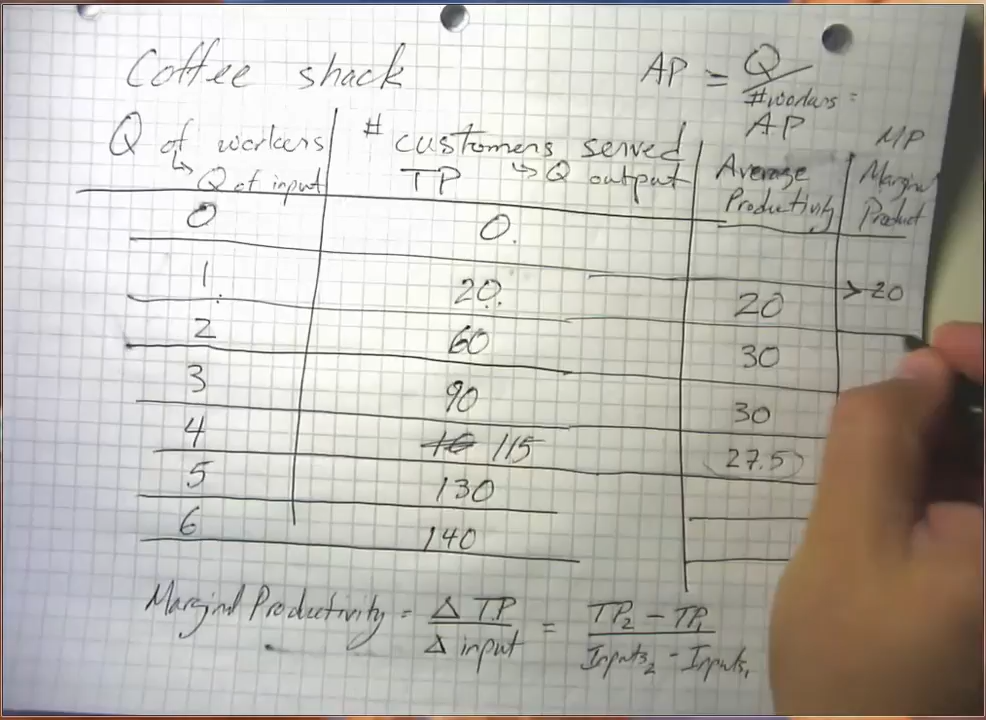 Coffee shack
AP = Q / #workers =
Q of workers
↳ Q of input
# customers served
TP ↳ Q output
AP
Average
Productivity
MP
Margina
Product
0 0.
1. 20. 20 > 20
2 60 30
3 90 30
4 115 27.5
5 130
6 140
Marginal Productivity = Δ TP / Δ input = TP₂ - TP₁ / Inputs₂ - Inputs₁